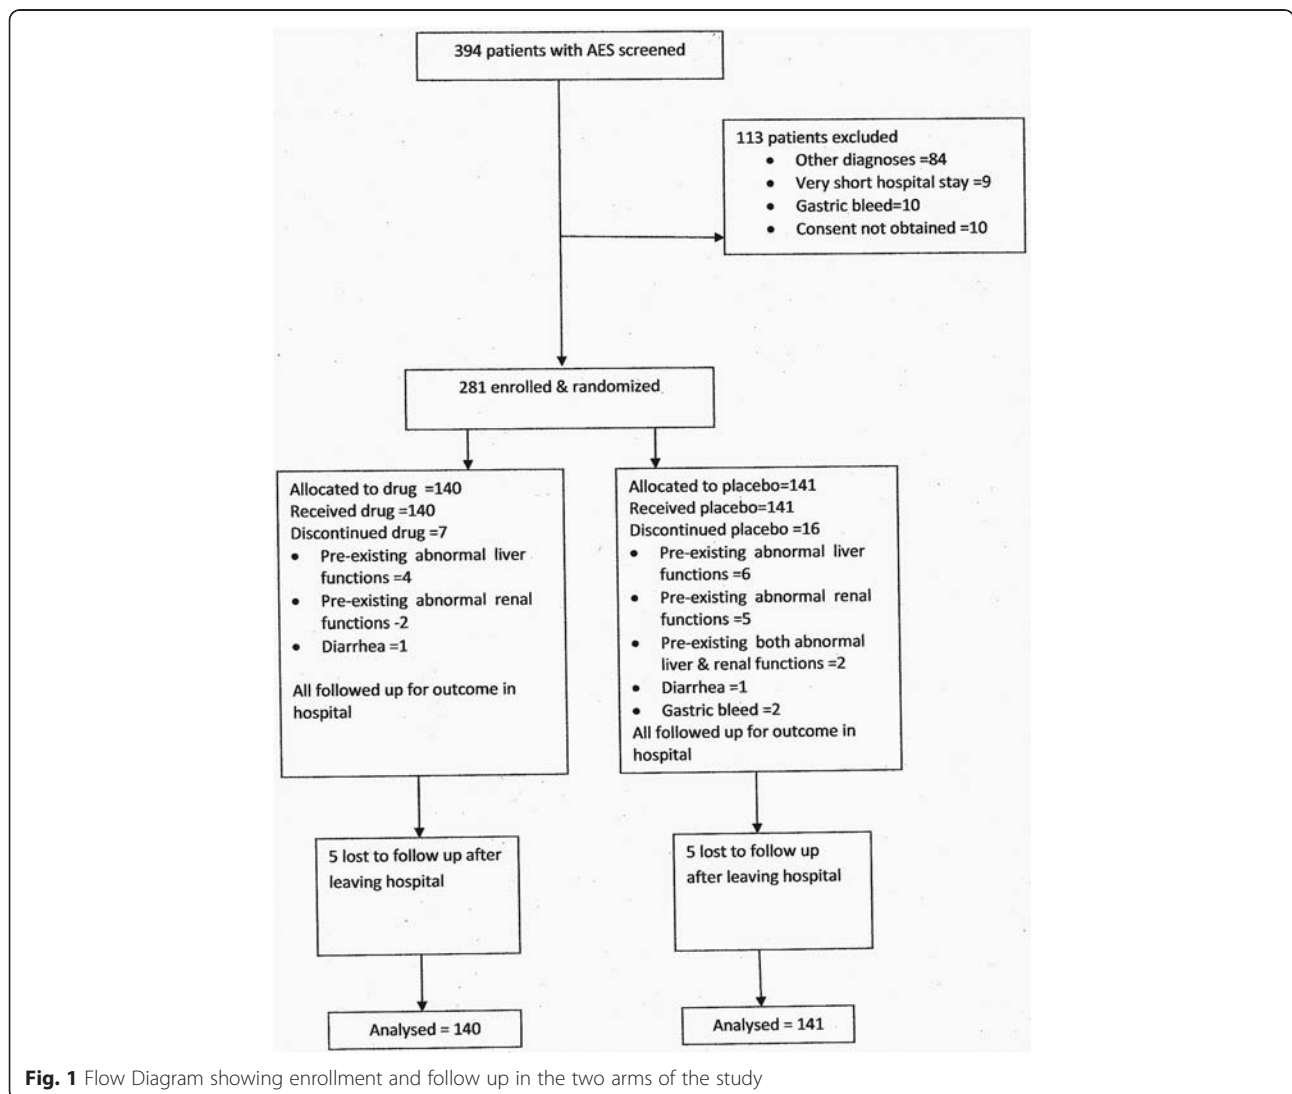 394 patients with AES screened
113 patients excluded
• Other diagnoses =84
• Very short hospital stay =9
• Gastric bleed=10
• Consent not obtained =10
281 enrolled & randomized
Allocated to drug =140
Received drug =140
Discontinued drug =7
• Pre-existing abnormal liver
functions =4
• Pre-existing abnormal renal
functions -2
• Diarrhea =1
All followed up for outcome in
hospital
Allocated to placebo=141
Received placebo=141
Discontinued placebo =16
• Pre-existing abnormal liver
functions =6
• Pre-existing abnormal renal
functions =5
• Pre-existing both abnormal
liver & renal functions =2
• Diarrhea =1
• Gastric bleed =2
All followed up for outcome in
hospital
5 lost to follow up after
leaving hospital
5 lost to follow up
after leaving hospital
Analysed = 140
Analysed = 141
Fig. 1 Flow Diagram showing enrollment and follow up in the two arms of the study